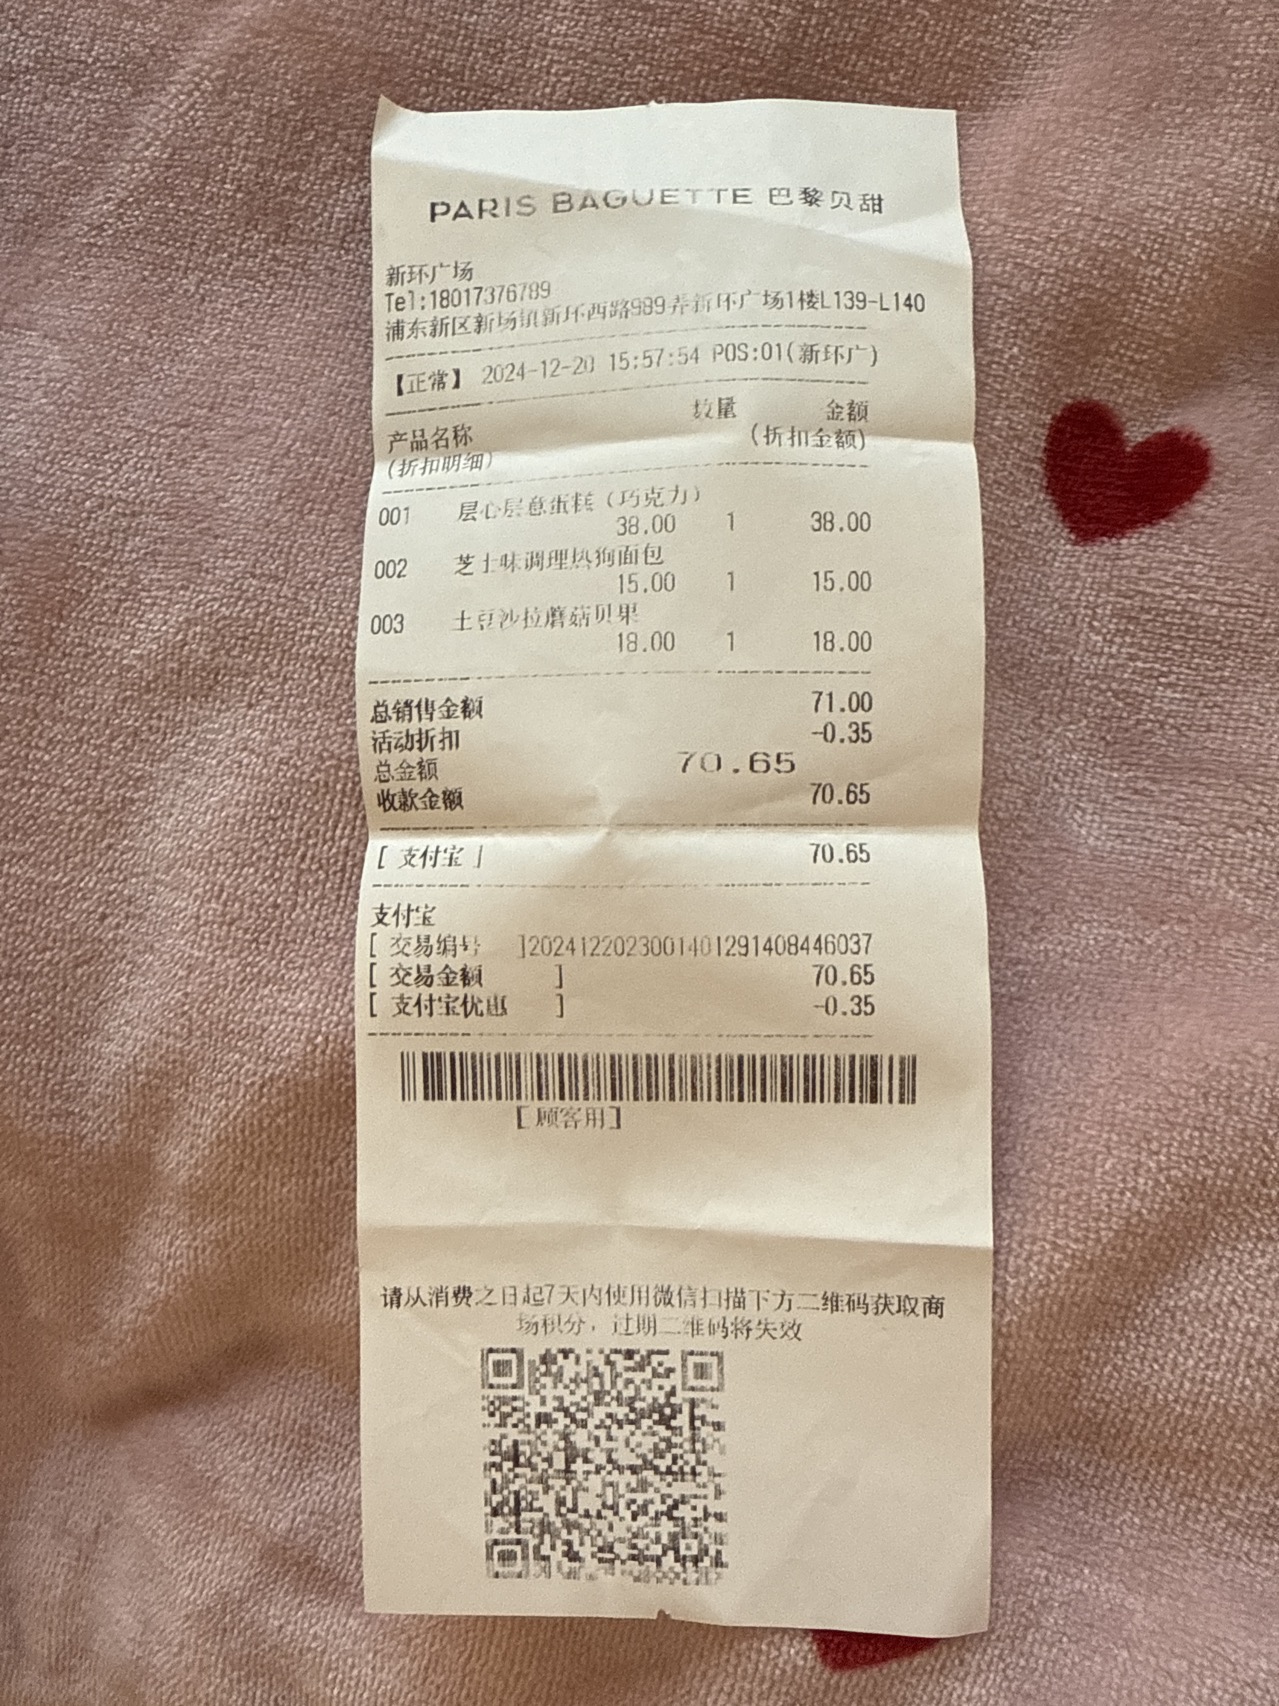 PARIS BAGUETTE 巴黎贝甜
新环广场
Tel:18017376789
浦东新区新场镇新环西路989弄新环广场1楼L139-L140
【正常】 2024-12-20 15:57:54 POS:01(新环广)
数量 金额
产品名称 (折扣金额)
(折扣明细)
001 层心层意蛋糕（巧克力）
38.00 1 38.00
002 芝士味调理热狗面包
15.00 1 15.00
003 土豆沙拉蘑菇贝果
18.00 1 18.00
总销售金额 71.00
活动折扣 -0.35
总金额 70.65
收款金额 70.65
[ 支付宝 ] 70.65
支付宝
[ 交易编号 ]2024122023001401291408446037
[ 交易金额 ] 70.65
[ 支付宝优惠 ] -0.35
[ 顾客用]
请从消费之日起7天内使用微信扫描下方二维码获取商
场积分，过期二维码将失效